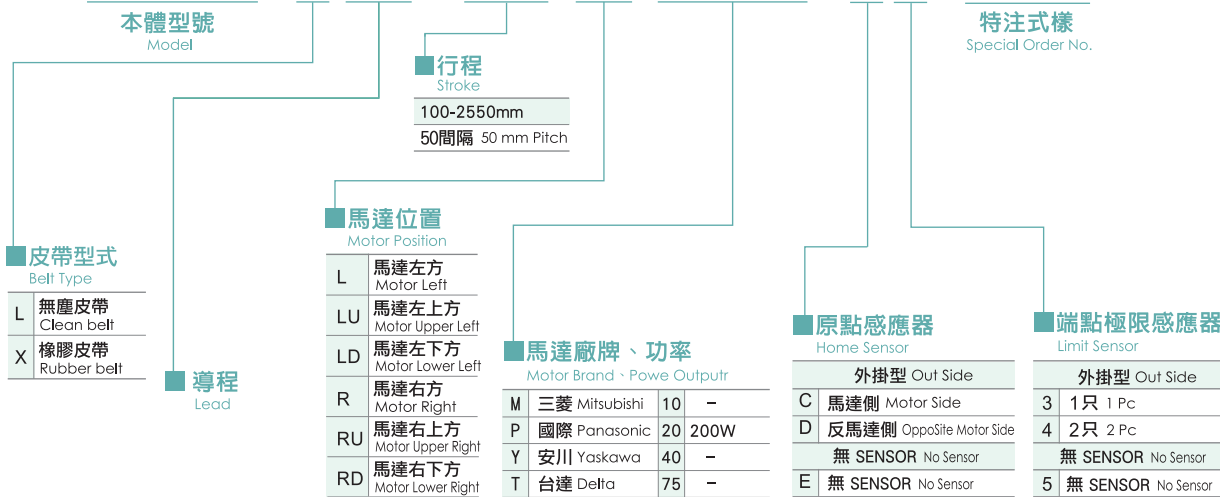 本體型號
Model
特注式樣
Special Order No.
行程
Stroke
100-2550mm
50間隔 50 mm Pitch
馬達位置
Motor Position
L 馬達左方
Motor Left
LU 馬達左上方
Motor Upper Left
LD 馬達左下方
Motor Lower Left
R 馬達右方
Motor Right
RU 馬達右上方
Motor Upper Right
RD 馬達右下方
Motor Lower Right
皮帶型式
Belt Type
L 無塵皮帶
Clean belt
X 橡膠皮帶
Rubber belt
導程
Lead
馬達廠牌、功率
Motor Brand、Powe Outputr
M 三菱 Mitsubishi 10 -
P 國際 Panasonic 20 200W
Y 安川 Yaskawa 40 -
T 台達 Delta 75 -
原點感應器
Home Sensor
外掛型 Out Side
C 馬達側 Motor Side
D 反馬達側 OppoSite Motor Side
無 SENSOR No Sensor
E 無 SENSOR No Sensor
端點極限感應器
Limit Sensor
外掛型 Out Side
3 1只 1 Pc
4 2只 2 Pc
無 SENSOR No Sensor
5 無 SENSOR No Sensor